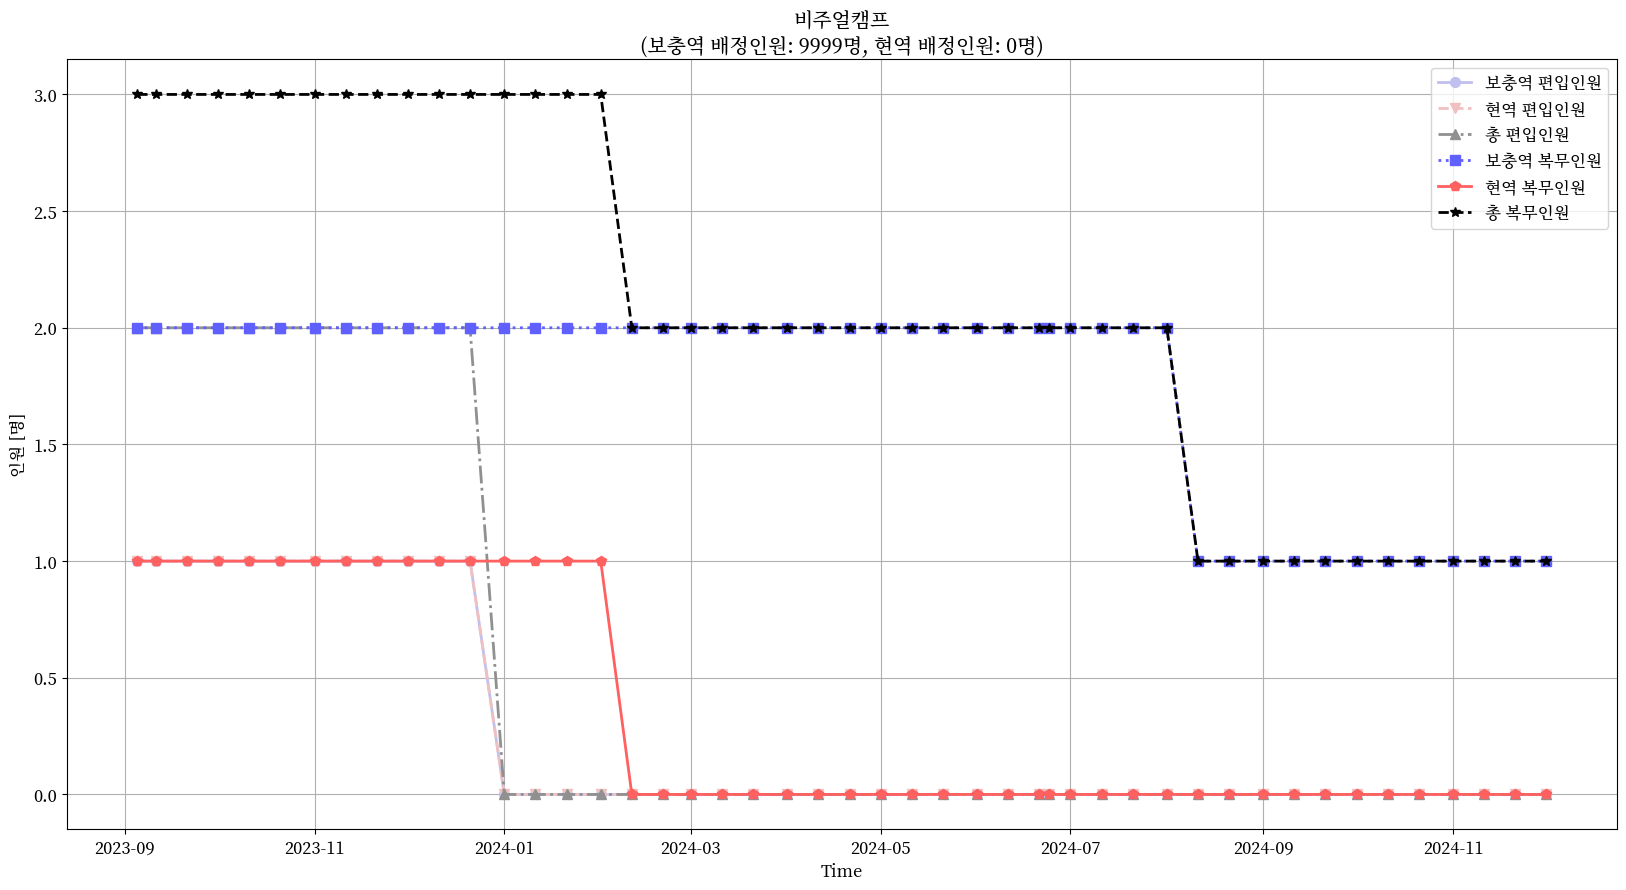 비주얼캠프
(보충역 배정인원: 9999명, 현역 배정인원: 0명)
보충역 편입인원
현역 편입인원
총 편입인원
보충역 복무인원
현역 복무인원
총 복무인원
인원 [명]
3.0
2.5
2.0
1.5
1.0
0.5
0.0
2023-09
2023-11
2024-01
2024-03
2024-05
2024-07
2024-09
2024-11
Time